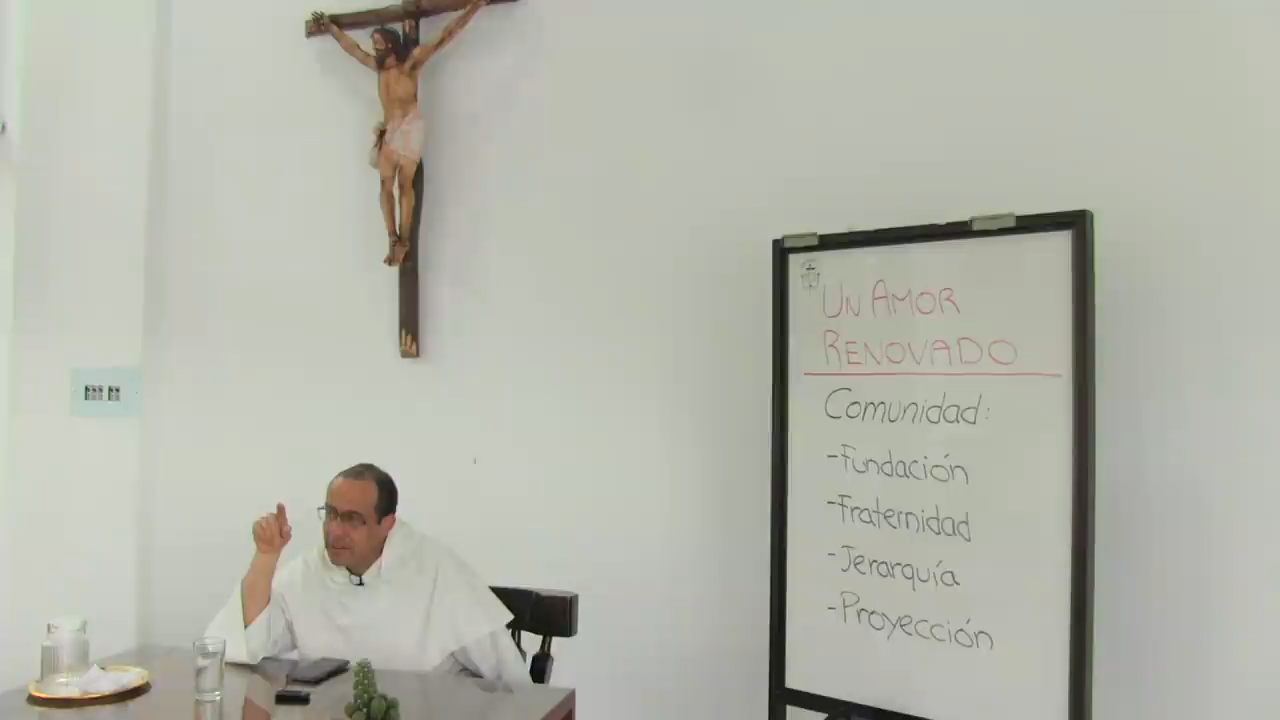 UN AMOR
RENOVADO
Comunidad:
-Fundación
-Fraternidad
-Jerarquía
-Proyección